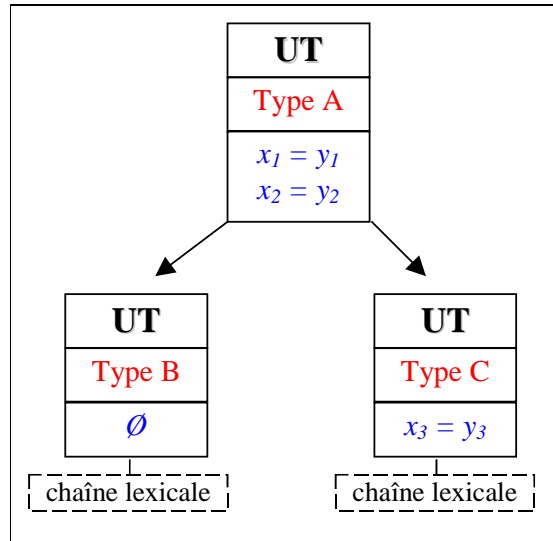 UT
Type A
x₁ = y₁
x₂ = y₂
UT
Type B
Ø
chaîne lexicale
UT
Type C
x₃ = y₃
chaîne lexicale